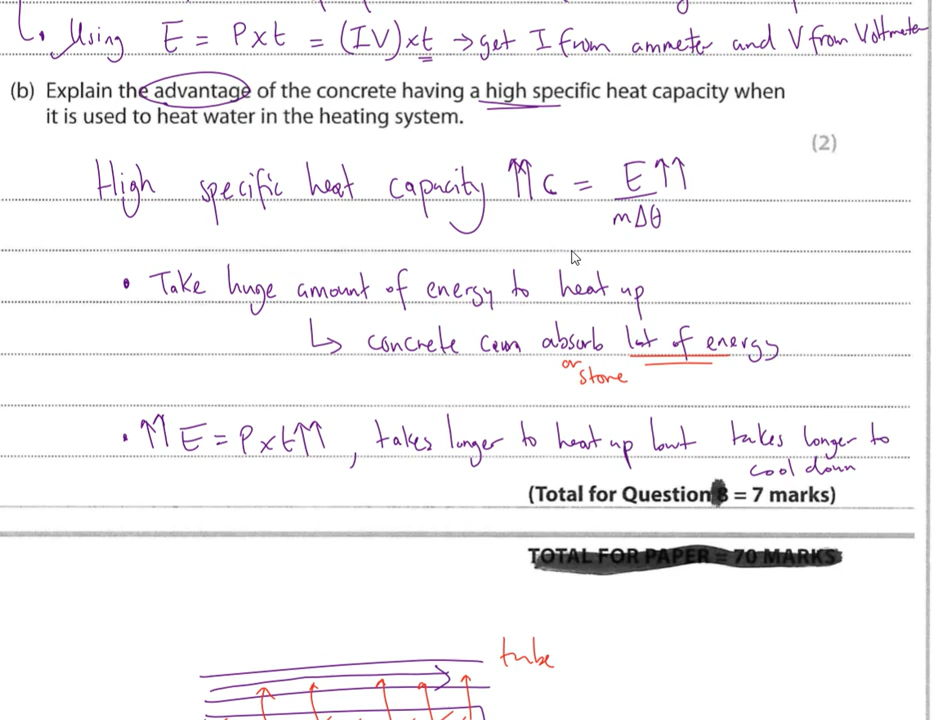 Using E = P x t = (IV) x t → get I from ammeter and V from Voltmeter
(b) Explain the advantage of the concrete having a high specific heat capacity when
it is used to heat water in the heating system.
(2)
High specific heat capacity ↑↑ c = E↑↑ / mΔθ
• Take huge amount of energy to heat up
↳ concrete can absorb lot of energy
or store
• ↑↑ E = P x t↑↑, takes longer to heat up but takes longer to
cool down
(Total for Question 8 = 7 marks)
TOTAL FOR PAPER = 70 MARKS
tube